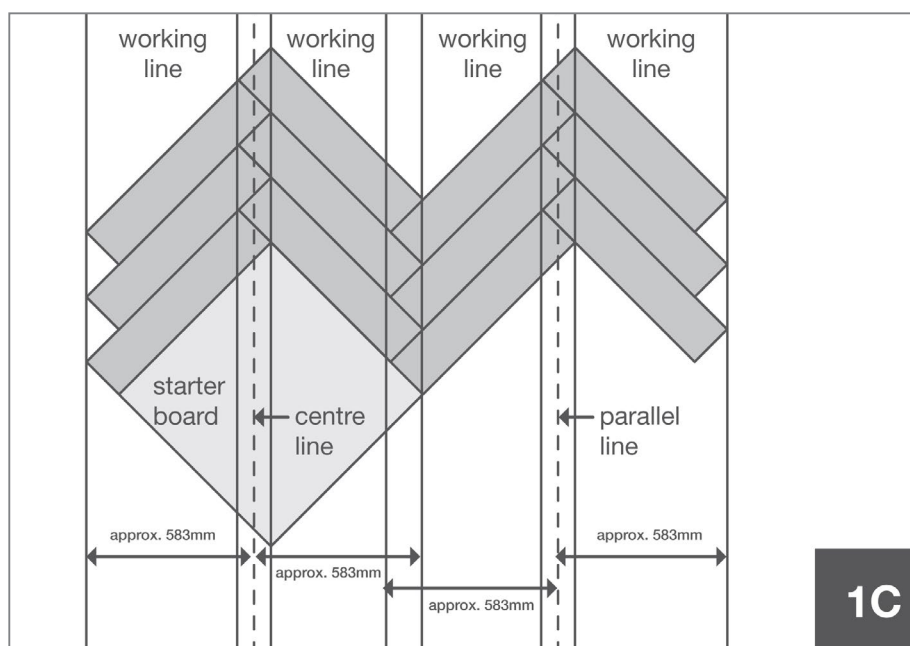 working
line
working
line
working
line
working
line
starter
board
centre
line
parallel
line
approx. 583mm
approx. 583mm
approx. 583mm
approx. 583mm
1C